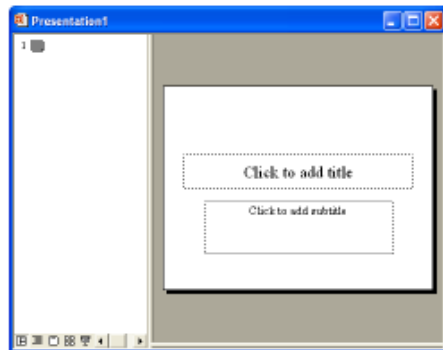 Presentation1
1
Click to add title
Click to add subtitle